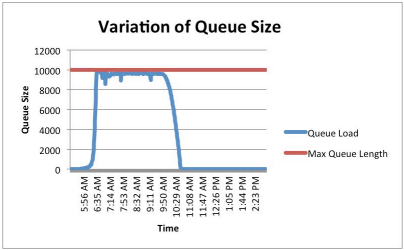 Variation of Queue Size
12000
10000
8000
6000
4000
2000
0
Queue Size
5:56 AM
6:35 AM
7:14 AM
7:53 AM
8:32 AM
9:11 AM
9:50 AM
10:29 AM
11:08 AM
11:47 AM
12:26 PM
1:05 PM
1:44 PM
2:23 PM
Time
Queue Load
Max Queue Length